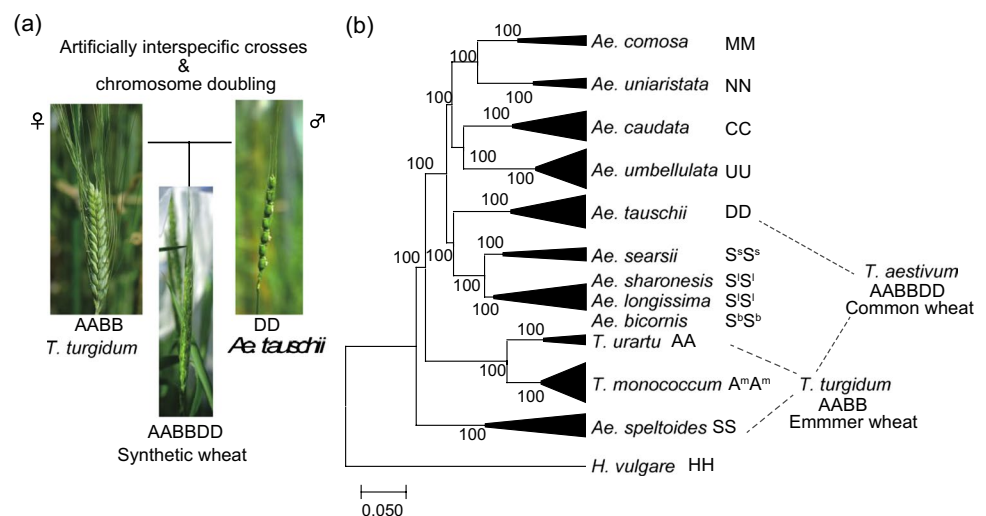 (a)
Artificially interspecific crosses
&
chromosome doubling
♀
♂
AABB
T. turgidum
DD
Ae. tauschii
AABBDD
Synthetic wheat
(b)
100
Ae. comosa MM
100
100
Ae. uniaristata NN
100
100
Ae. caudata CC
100
100
Ae. umbellulata UU
100
100
Ae. tauschii DD
100
100
100
Ae. searsii SˢSˢ
100
Ae. sharonesis SˡSˡ
Ae. longissima SˡSˡ
100
Ae. bicornis SᵇSᵇ
T. aestivum
AABBDD
Common wheat
100
T. urartu AA
100
T. monococcum AᵐAᵐ
100
T. turgidum
AABB
Emmmer wheat
Ae. speltoides SS
100
H. vulgare HH
0.050